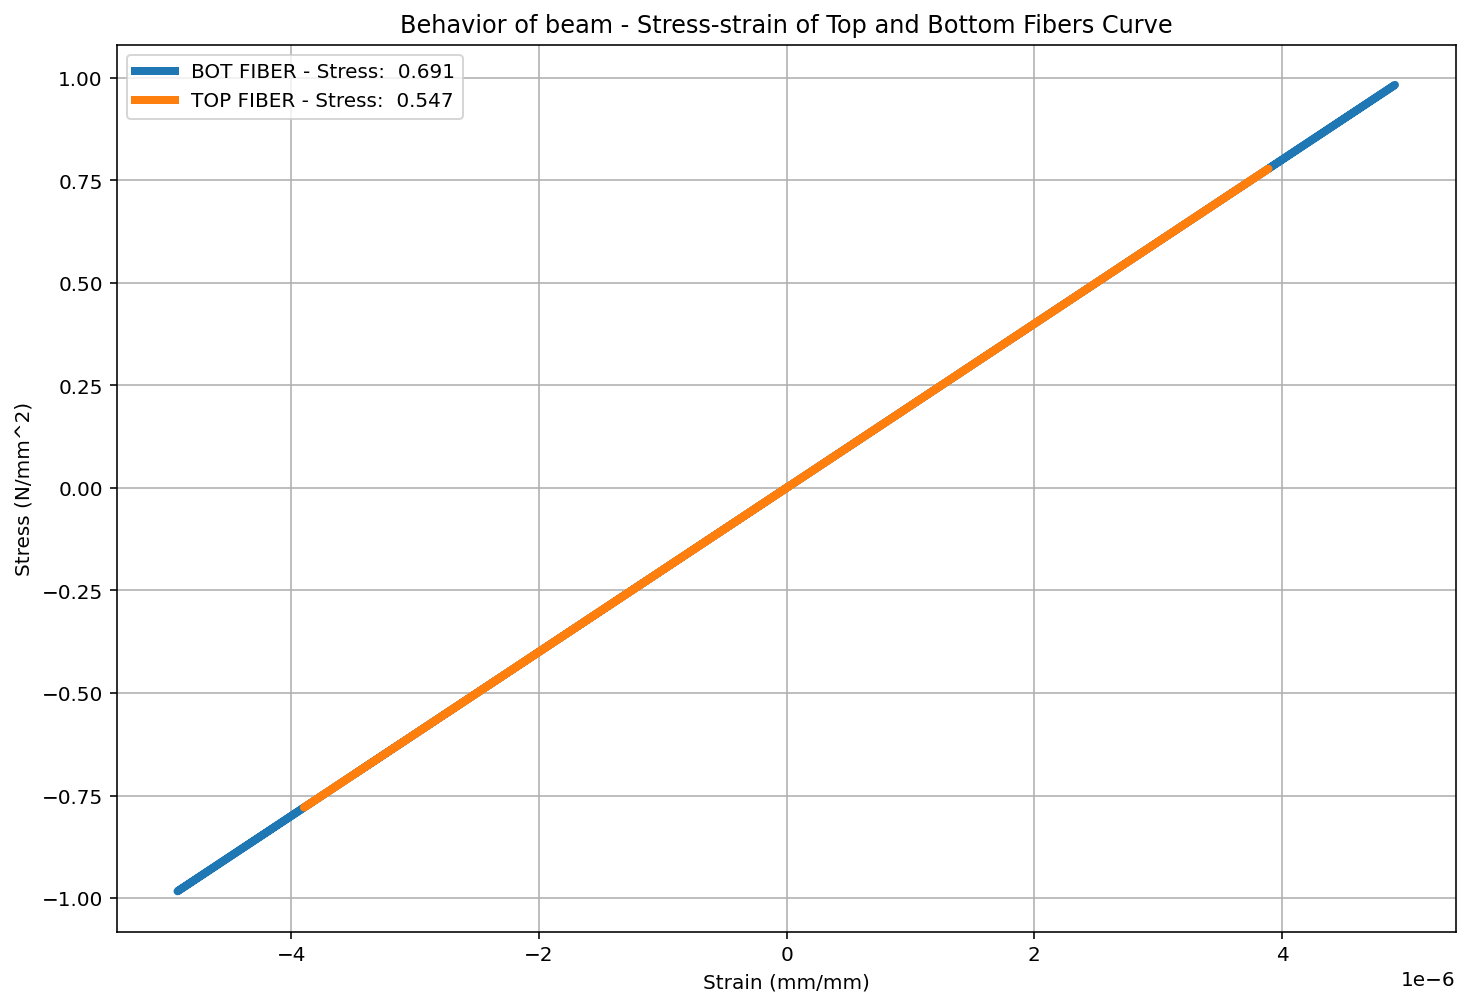 Behavior of beam - Stress-strain of Top and Bottom Fibers Curve
BOT FIBER - Stress:  0.691
TOP FIBER - Stress:  0.547
1.00
0.75
0.50
0.25
0.00
−0.25
−0.50
−0.75
−1.00
Stress (N/mm^2)
−4
−2
0
2
4
1e−6
Strain (mm/mm)